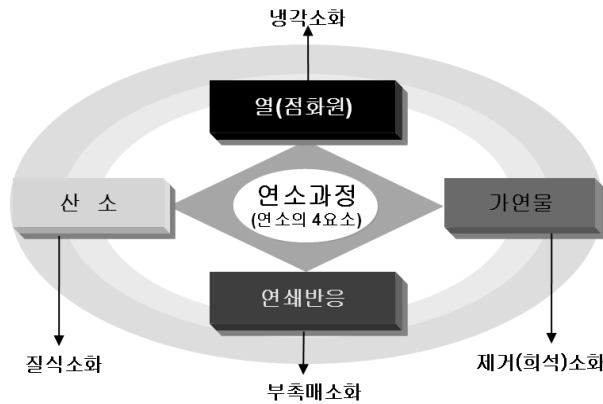 냉각소화
열(점화원)
산 소
연소과정
(연소의 4요소)
가연물
연쇄반응
질식소화
제거(희석)소화
부촉매소화